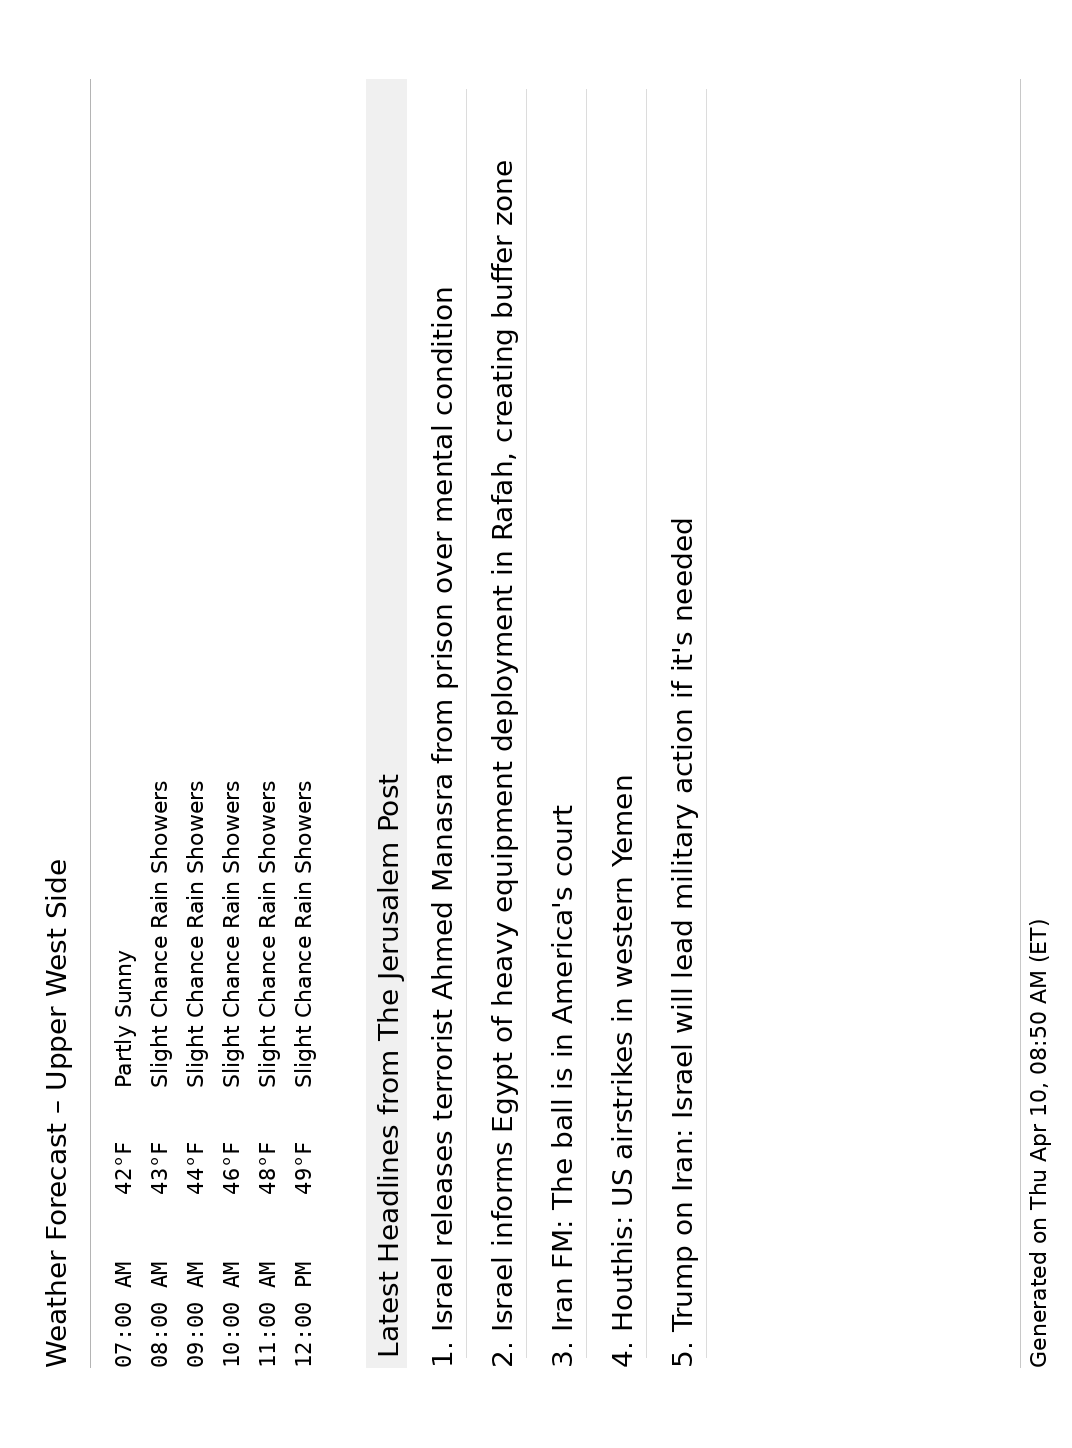 Weather Forecast – Upper West Side
07:00 AM 42°F Partly Sunny
08:00 AM 43°F Slight Chance Rain Showers
09:00 AM 44°F Slight Chance Rain Showers
10:00 AM 46°F Slight Chance Rain Showers
11:00 AM 48°F Slight Chance Rain Showers
12:00 PM 49°F Slight Chance Rain Showers
Latest Headlines from The Jerusalem Post
1. Israel releases terrorist Ahmed Manasra from prison over mental condition
2. Israel informs Egypt of heavy equipment deployment in Rafah, creating buffer zone
3. Iran FM: The ball is in America's court
4. Houthis: US airstrikes in western Yemen
5. Trump on Iran: Israel will lead military action if it's needed
Generated on Thu Apr 10, 08:50 AM (ET)